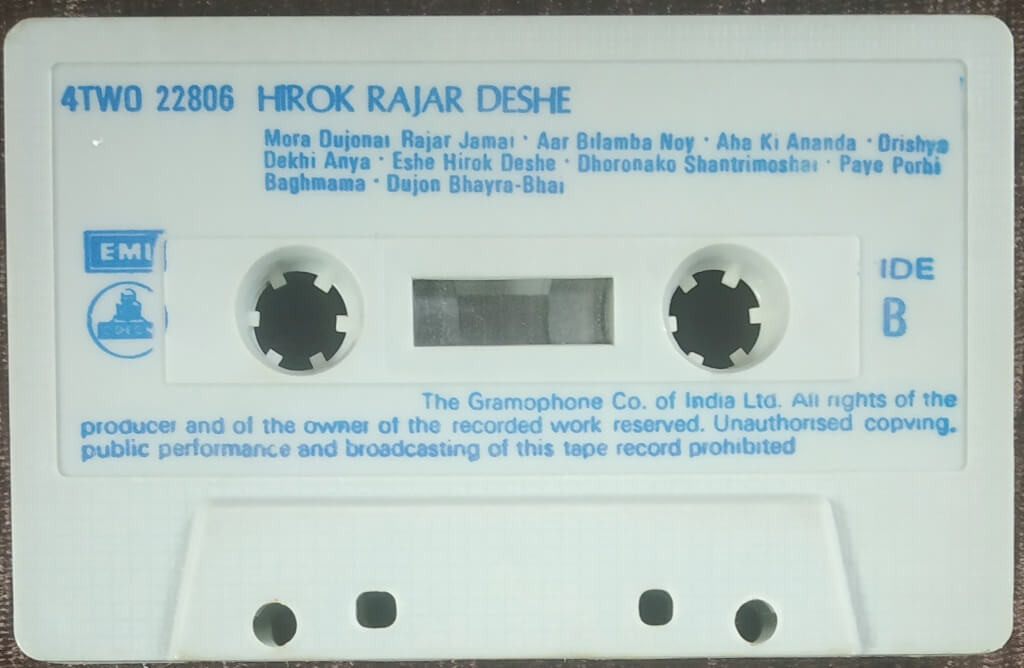 4TWO 22806 HIROK RAJAR DESHE
Mora Dujonai Rajar Jamai · Aar Bilamba Noy · Aha Ki Ananda · Drishya
Dekhi Anya · Eshe Hirok Deshe · Dhoronako Shantrimoshai · Paye Porbi
Baghmama · Dujon Bhayra-Bhai
EMI
IDE
B
The Gramophone Co. of India Ltd. All rights of the
producer and of the owner of the recorded work reserved. Unauthorised copying,
public performance and broadcasting of this tape record prohibited